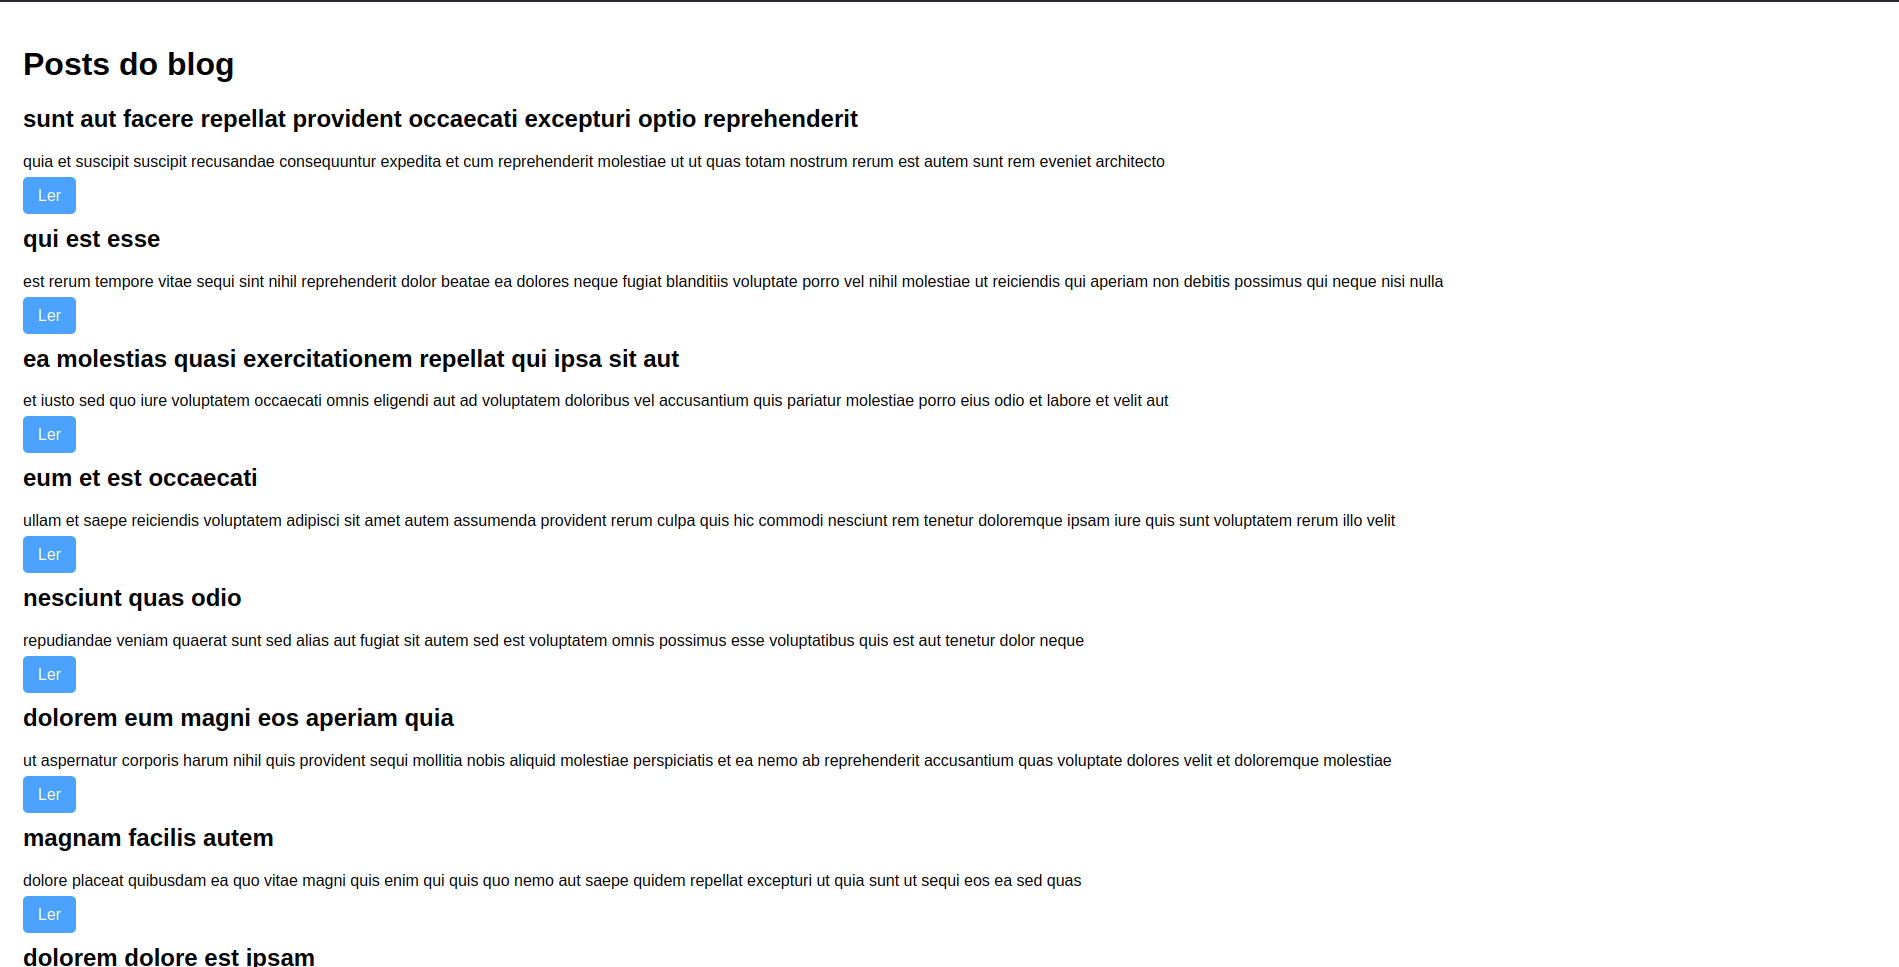 Posts do blog
sunt aut facere repellat provident occaecati excepturi optio reprehenderit
quia et suscipit suscipit recusandae consequuntur expedita et cum reprehenderit molestiae ut ut quas totam nostrum rerum est autem sunt rem eveniet architecto
Ler
qui est esse
est rerum tempore vitae sequi sint nihil reprehenderit dolor beatae ea dolores neque fugiat blanditiis voluptate porro vel nihil molestiae ut reiciendis qui aperiam non debitis possimus qui neque nisi nulla
Ler
ea molestias quasi exercitationem repellat qui ipsa sit aut
et iusto sed quo iure voluptatem occaecati omnis eligendi aut ad voluptatem doloribus vel accusantium quis pariatur molestiae porro eius odio et labore et velit aut
Ler
eum et est occaecati
ullam et saepe reiciendis voluptatem adipisci sit amet autem assumenda provident rerum culpa quis hic commodi nesciunt rem tenetur doloremque ipsam iure quis sunt voluptatem rerum illo velit
Ler
nesciunt quas odio
repudiandae veniam quaerat sunt sed alias aut fugiat sit autem sed est voluptatem omnis possimus esse voluptatibus quis est aut tenetur dolor neque
Ler
dolorem eum magni eos aperiam quia
ut aspernatur corporis harum nihil quis provident sequi mollitia nobis aliquid molestiae perspiciatis et ea nemo ab reprehenderit accusantium quas voluptate dolores velit et doloremque molestiae
Ler
magnam facilis autem
dolore placeat quibusdam ea quo vitae magni quis enim qui quis quo nemo aut saepe quidem repellat excepturi ut quia sunt ut sequi eos ea sed quas
Ler
dolorem dolore est ipsam